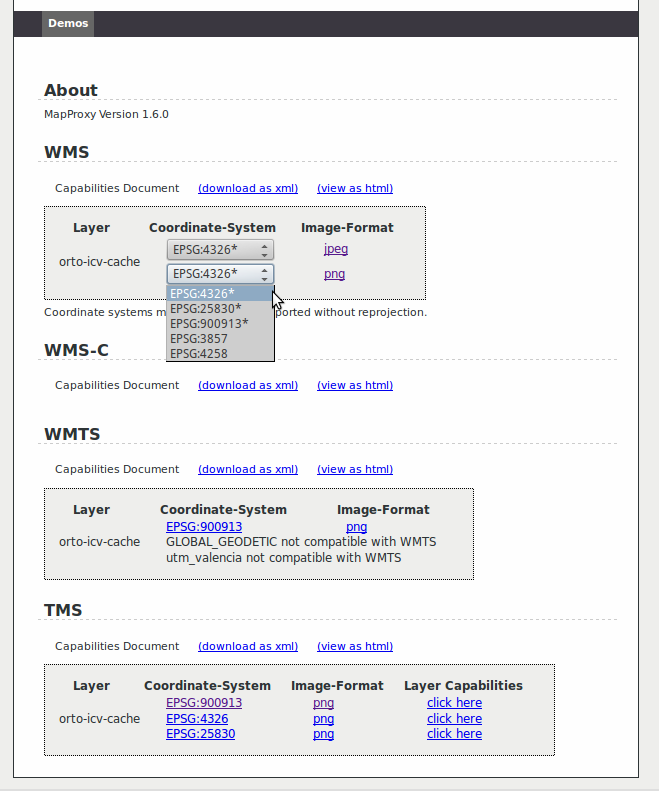 Demos
About
MapProxy Version 1.6.0
WMS
Capabilities Document (download as xml) (view as html)
Layer Coordinate-System Image-Format
EPSG:4326* jpeg
orto-icv-cache
EPSG:4326* png
EPSG:4326*
EPSG:25830*
Coordinate systems m ported without reprojection.
EPSG:900913*
EPSG:3857
EPSG:4258
WMS-C
Capabilities Document (download as xml) (view as html)
WMTS
Capabilities Document (download as xml) (view as html)
Layer Coordinate-System Image-Format
EPSG:900913 png
orto-icv-cache GLOBAL_GEODETIC not compatible with WMTS
utm_valencia not compatible with WMTS
TMS
Capabilities Document (download as xml) (view as html)
Layer Coordinate-System Image-Format Layer Capabilities
EPSG:900913 png click here
orto-icv-cache EPSG:4326 png click here
EPSG:25830 png click here